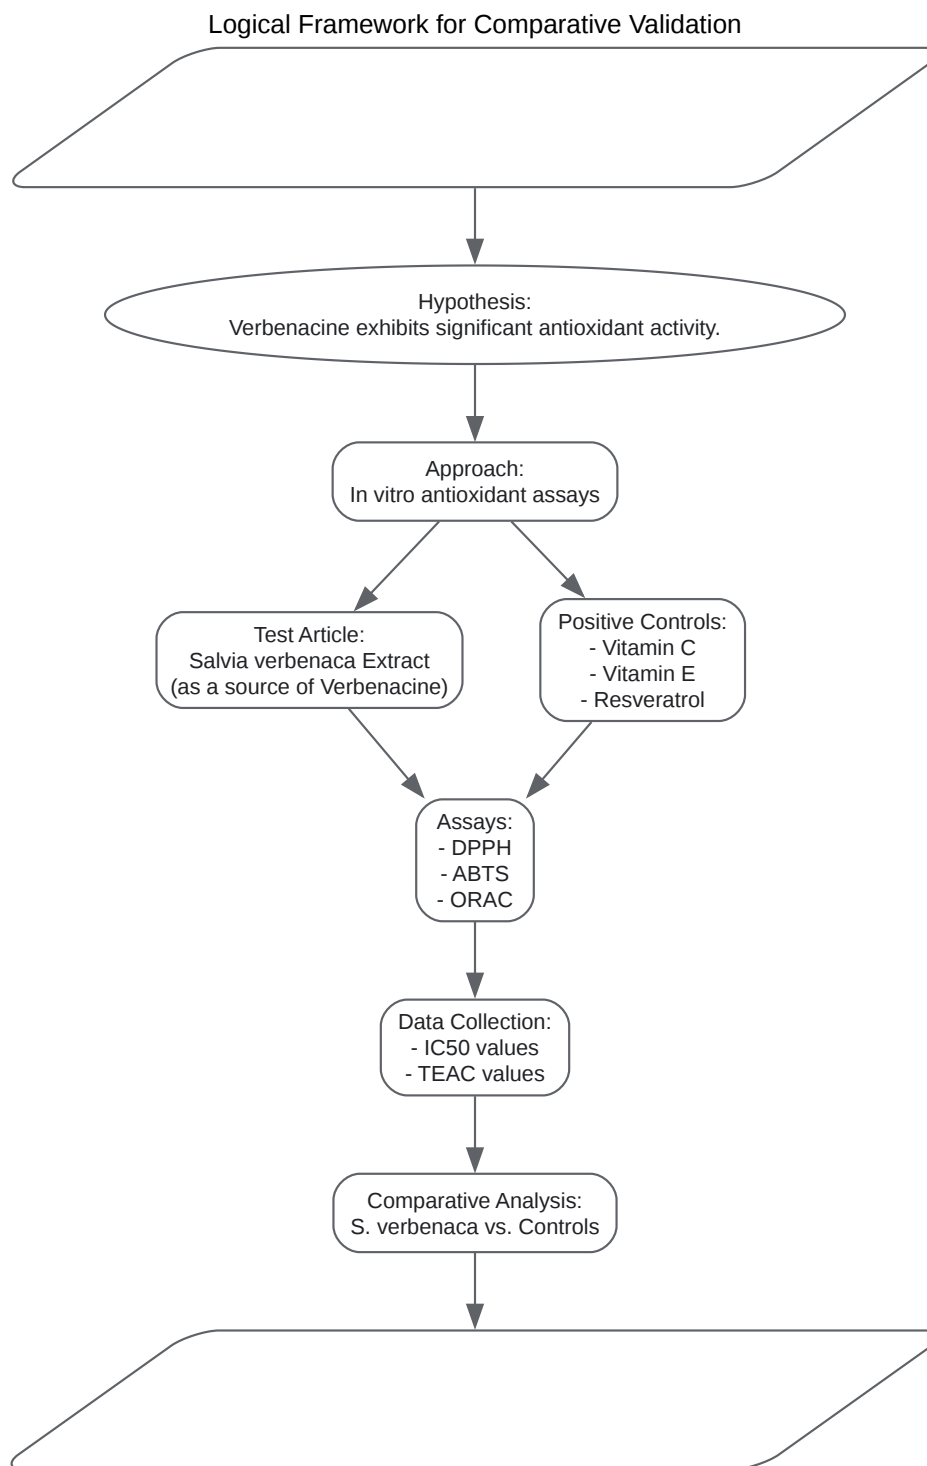 Logical Framework for Comparative Validation
Hypothesis:
Verbenacine exhibits significant antioxidant activity.
Approach:
In vitro antioxidant assays
Test Article:
Salvia verbenaca Extract
(as a source of Verbenacine)
Positive Controls:
- Vitamin C
- Vitamin E
- Resveratrol
Assays:
- DPPH
- ABTS
- ORAC
Data Collection:
- IC50 values
- TEAC values
Comparative Analysis:
S. verbenaca vs. Controls